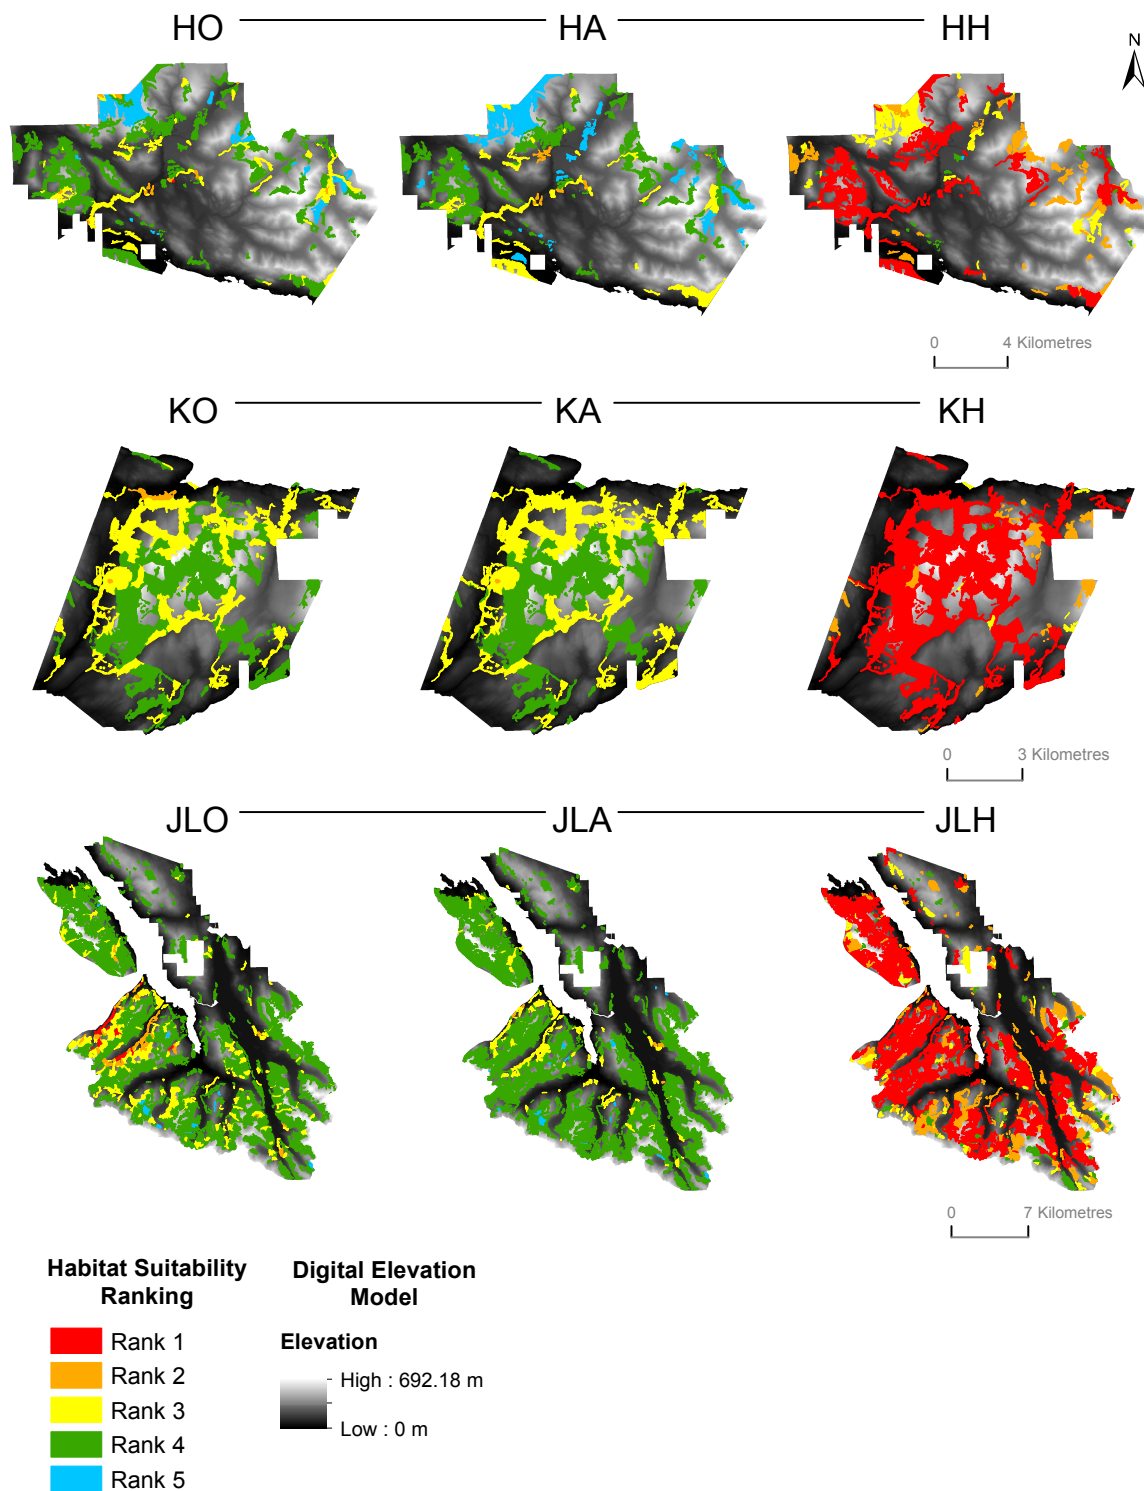 HO HA HH
N
0 4 Kilometres
KO KA KH
0 3 Kilometres
JLO JLA JLH
0 7 Kilometres
Habitat Suitability
Ranking
Rank 1
Rank 2
Rank 3
Rank 4
Rank 5
Digital Elevation
Model
Elevation
High : 692.18 m
Low : 0 m